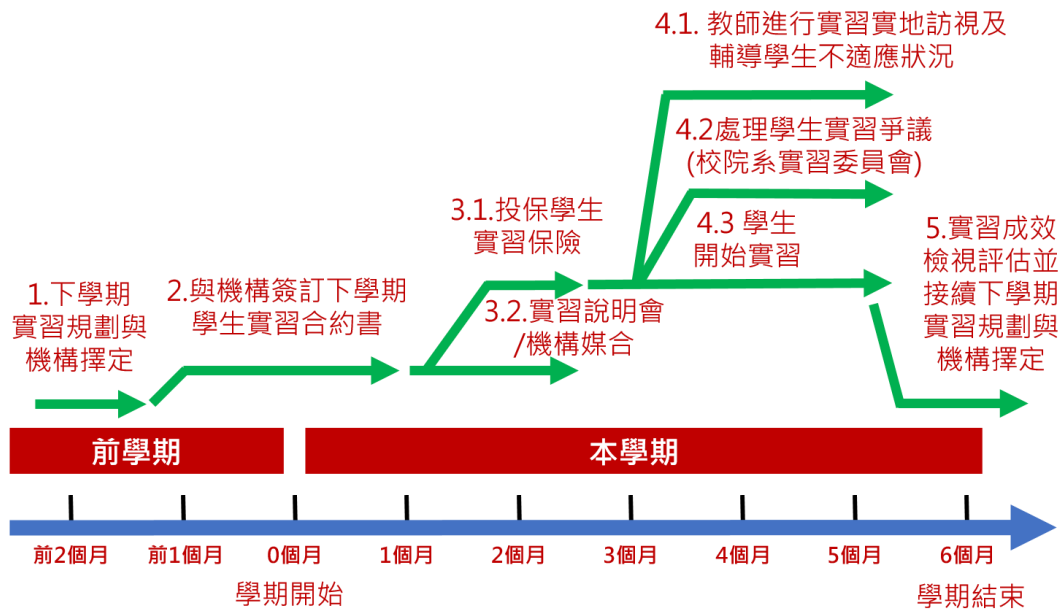 4.1. 教師進行實習實地訪視及
輔導學生不適應狀況
4.2處理學生實習爭議
(校院系實習委員會)
3.1.投保學生
實習保險
4.3 學生
開始實習
5.實習成效
檢視評估並
接續下學期
實習規劃與
機構擇定
1.下學期
實習規劃與
機構擇定
2.與機構簽訂下學期
學生實習合約書
3.2.實習說明會
/機構媒合
前學期
本學期
前2個月
前1個月
0個月
1個月
2個月
3個月
4個月
5個月
6個月
學期開始
學期結束